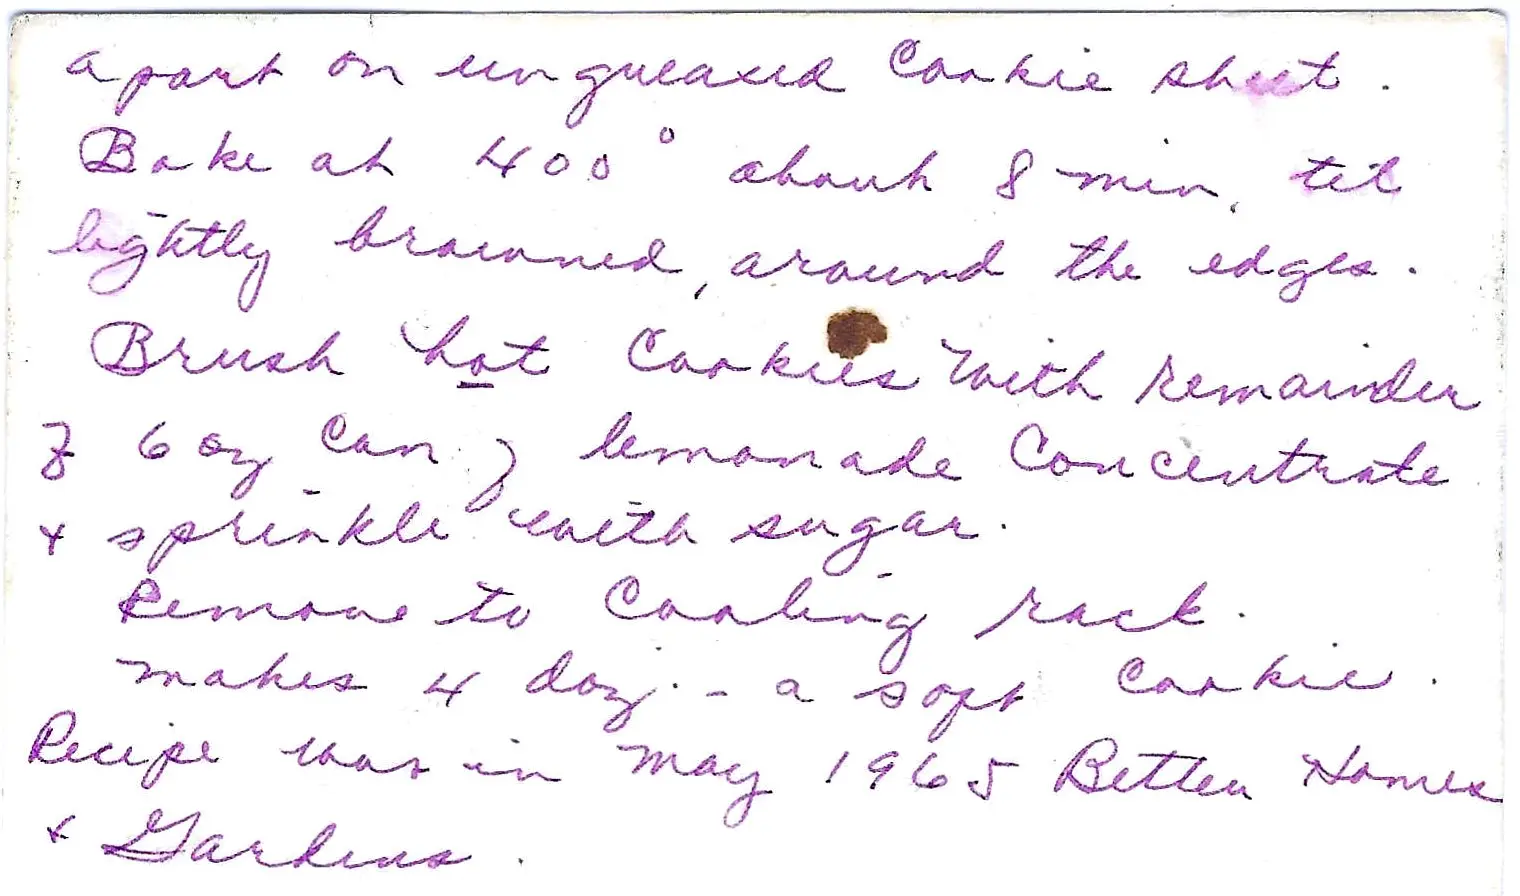 apart on ungreased Cookie sheet.
Bake at 400° about 8 min, til
lightly browned, around the edges.
Brush hot Cookies with remainder
of 6 oz Can of lemonade Concentrate
+ sprinkle with sugar.
Remove to Cooling rack.
makes 4 doz. - a soft Cookie.
Recipe was in May 1965 Better Homes
+ Gardens.